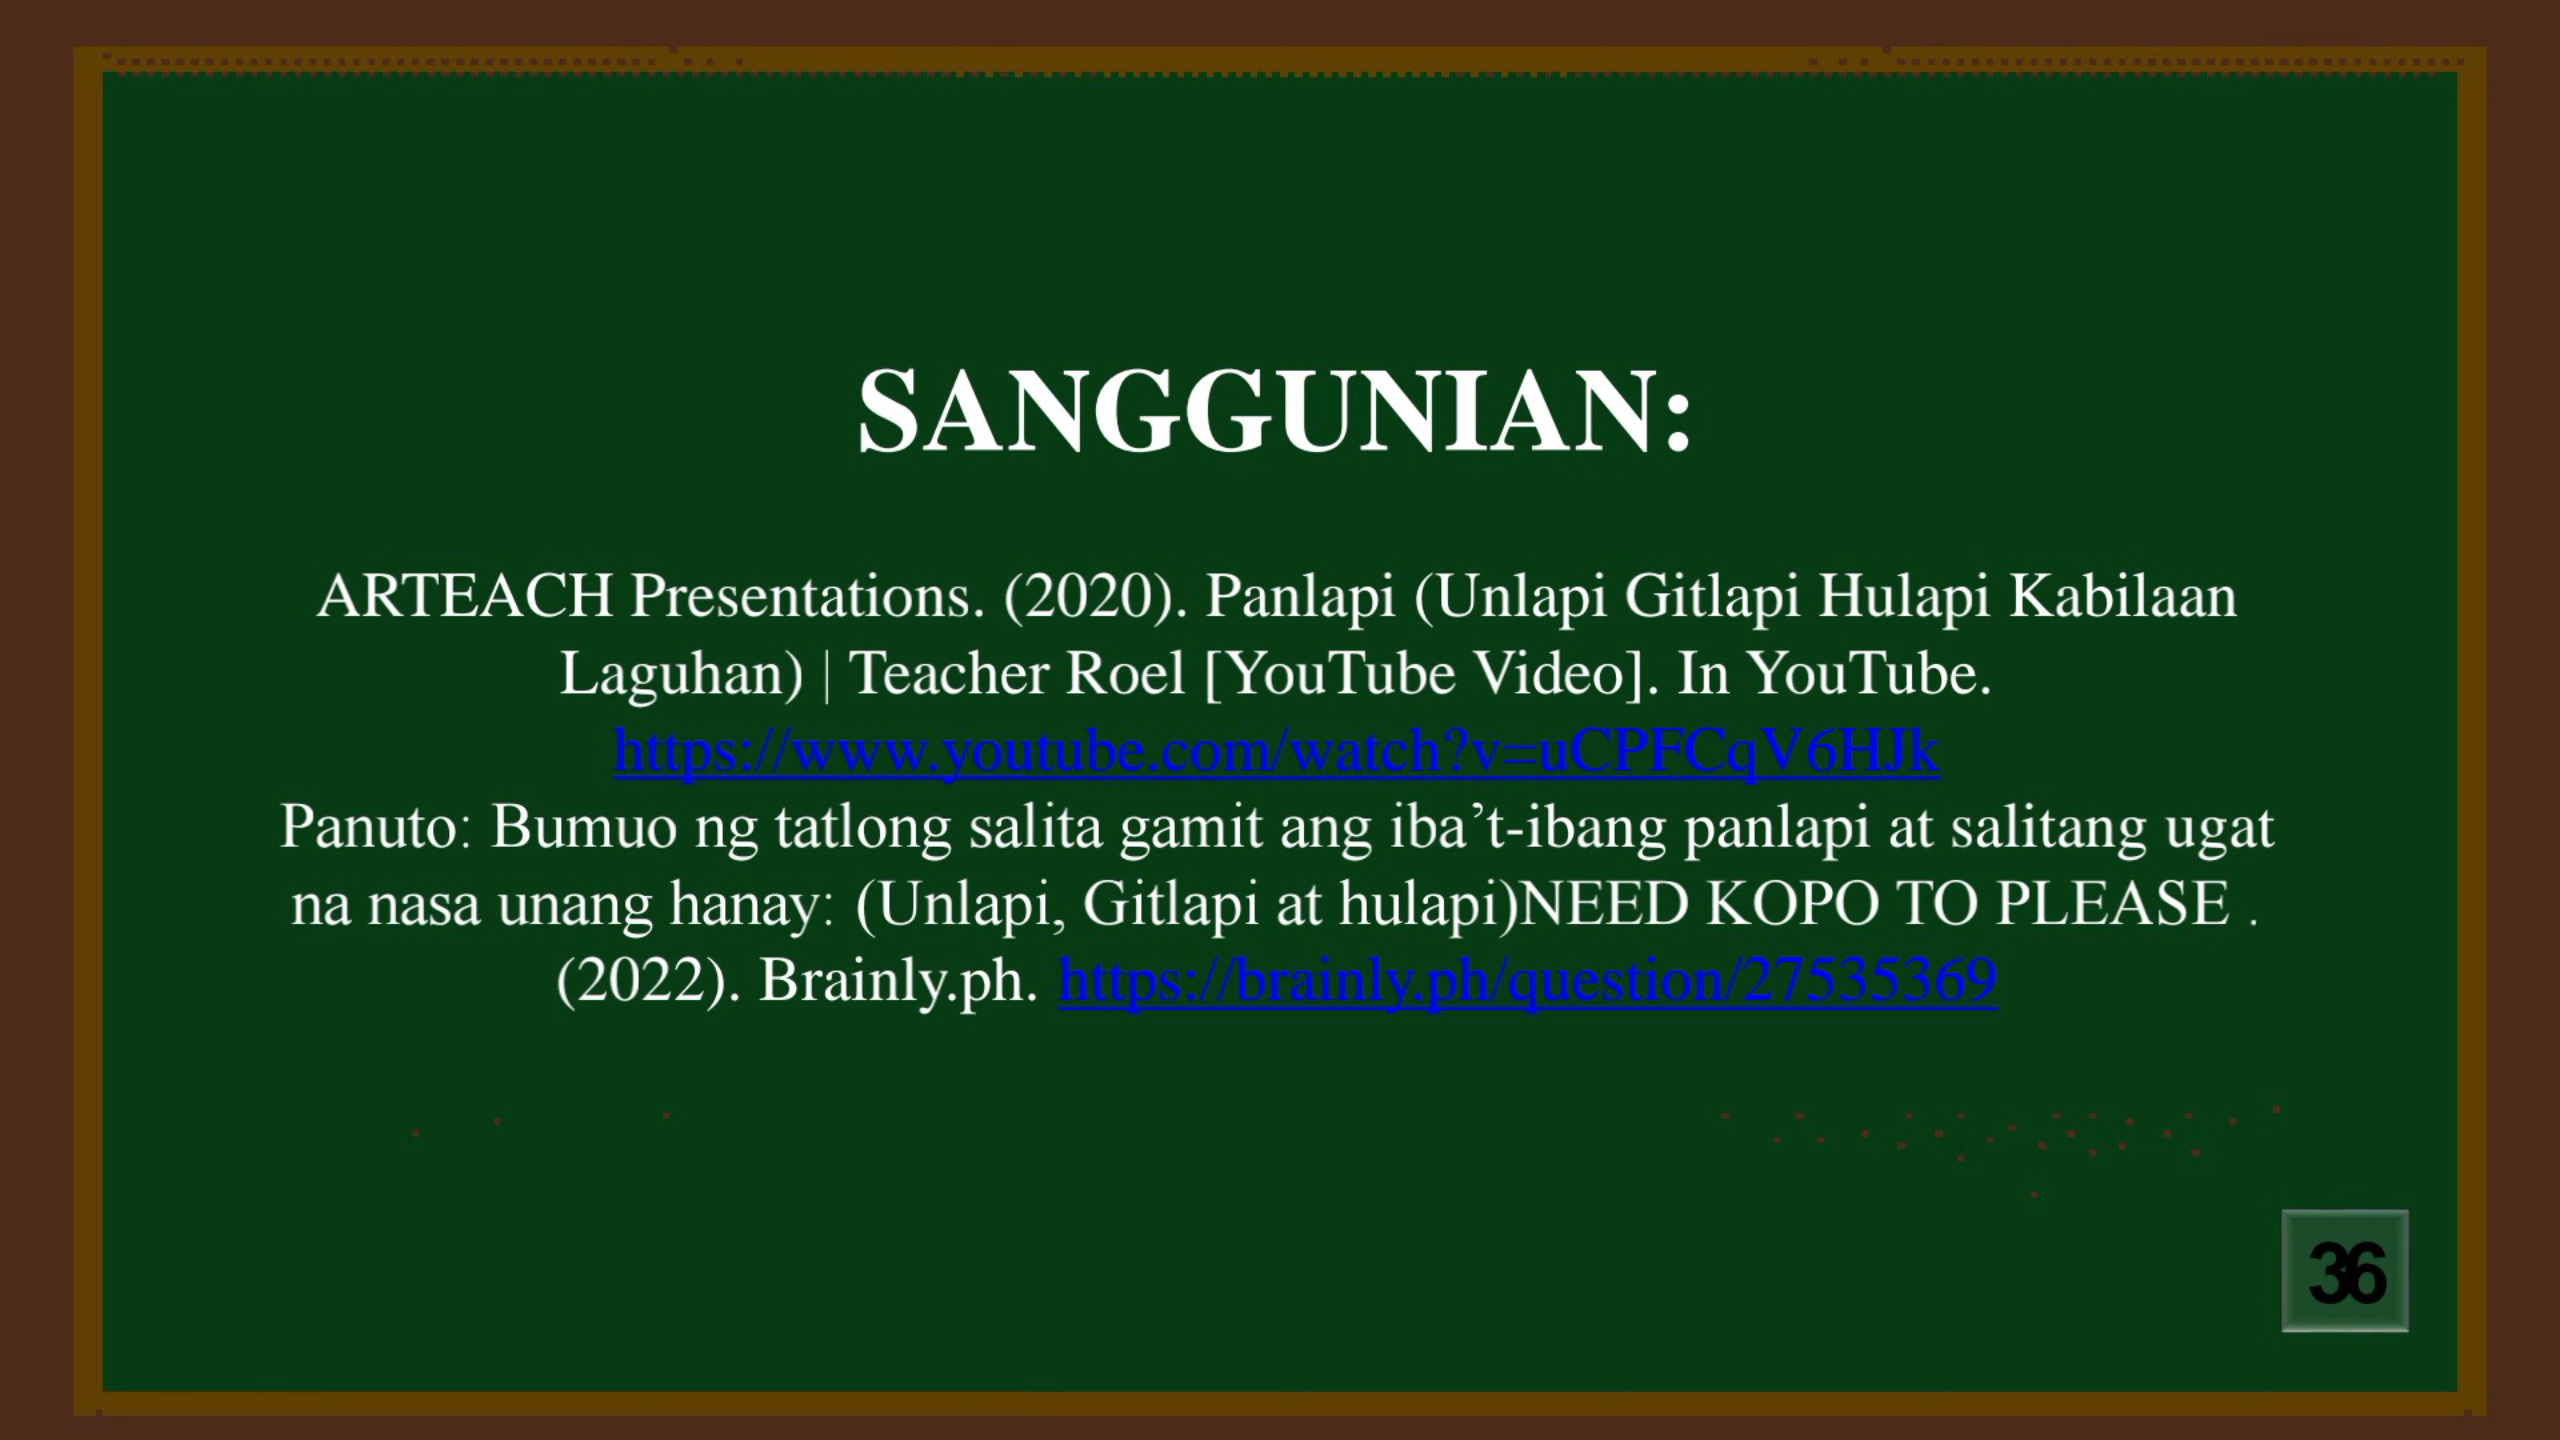 SANGGUNIAN:
ARTEACH Presentations. (2020). Panlapi (Unlapi Gitlapi Hulapi Kabilaan
Laguhan) | Teacher Roel [YouTube Video]. In YouTube.
https://www.youtube.com/watch?v=uCPFCqV6HJk
Panuto: Bumuo ng tatlong salita gamit ang iba’t-ibang panlapi at salitang ugat
na nasa unang hanay: (Unlapi, Gitlapi at hulapi)NEED KOPO TO PLEASE .
(2022). Brainly.ph. https://brainly.ph/question/27535369
36